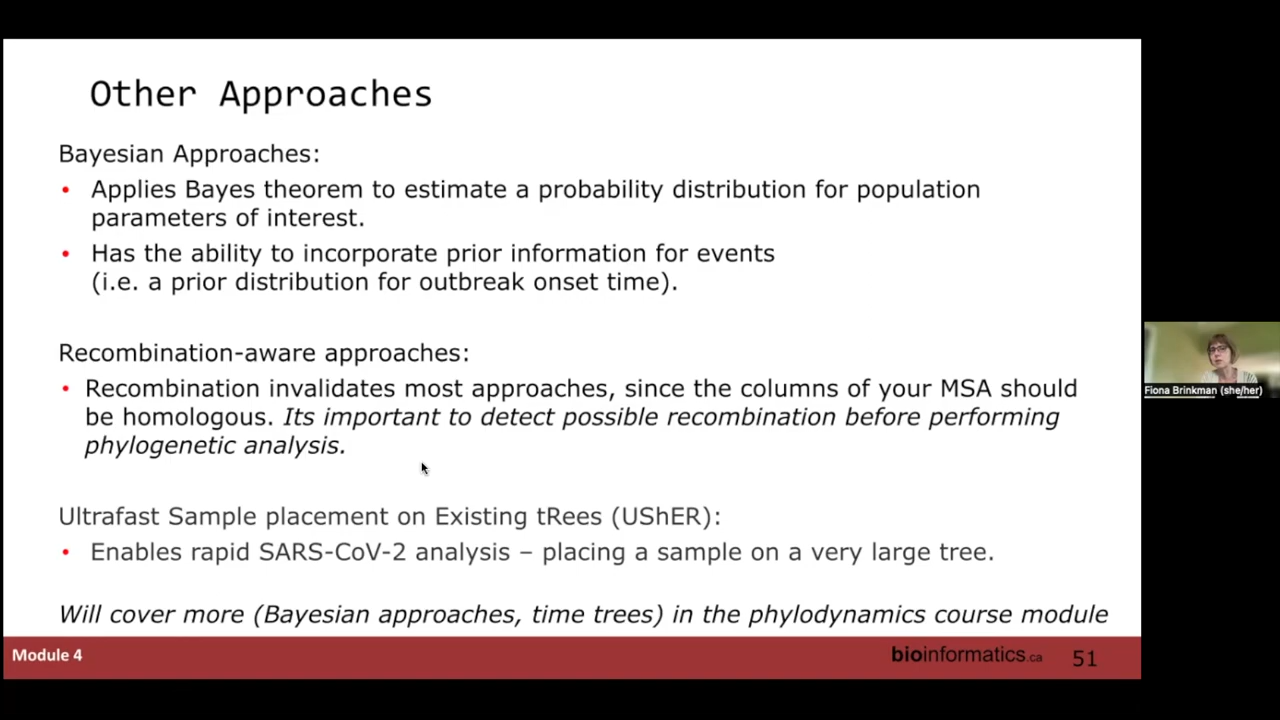 Other Approaches
Bayesian Approaches:
• Applies Bayes theorem to estimate a probability distribution for population
parameters of interest.
• Has the ability to incorporate prior information for events
(i.e. a prior distribution for outbreak onset time).
Recombination-aware approaches:
• Recombination invalidates most approaches, since the columns of your MSA should
be homologous. Its important to detect possible recombination before performing
phylogenetic analysis.
Ultrafast Sample placement on Existing tRees (UShER):
• Enables rapid SARS-CoV-2 analysis – placing a sample on a very large tree.
Will cover more (Bayesian approaches, time trees) in the phylodynamics course module
Module 4
bioinformatics.ca
51
Fiona Brinkman (she/her)